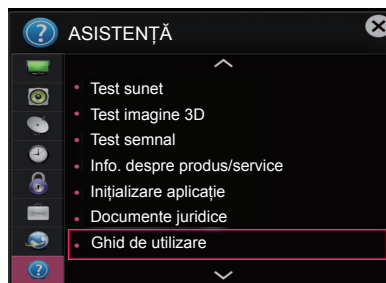 ASISTENȚĂ
Test sunet
Test imagine 3D
Test semnal
Info. despre produs/service
Inițializare aplicație
Documente juridice
Ghid de utilizare